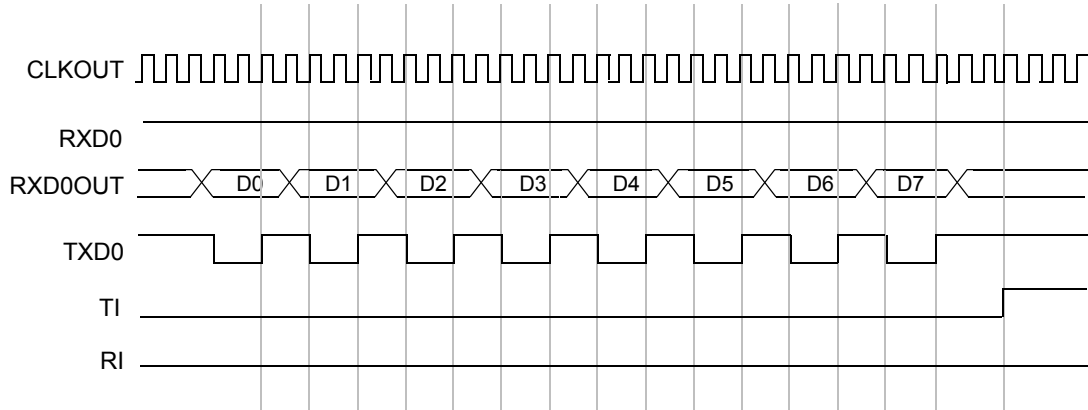 CLKOUT
RXD0
RXD0OUT D0 D1 D2 D3 D4 D5 D6 D7
TXD0
TI
RI